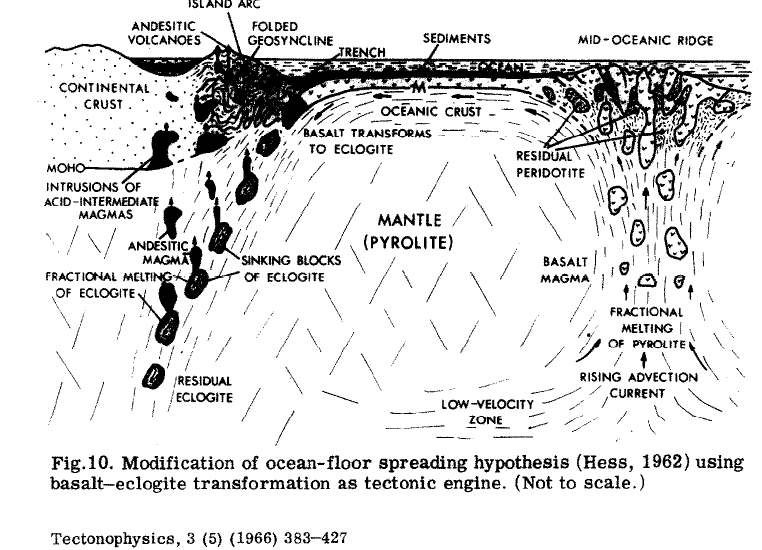 ISLAND ARC
ANDESITIC
VOLCANOES
FOLDED
GEOSYNCLINE
TRENCH
SEDIMENTS
OCEAN
MID-OCEANIC RIDGE
CONTINENTAL
CRUST
M
OCEANIC CRUST
BASALT TRANSFORMS
TO ECLOGITE
RESIDUAL
PERIDOTITE
MOHO
INTRUSIONS OF
ACID-INTERMEDIATE
MAGMAS
MANTLE
(PYROLITE)
ANDESITIC
MAGMA
SINKING BLOCKS
OF ECLOGITE
BASALT
MAGMA
FRACTIONAL MELTING
OF ECLOGITE
FRACTIONAL
MELTING
OF PYROLITE
RESIDUAL
ECLOGITE
RISING ADVECTION
CURRENT
LOW-VELOCITY
ZONE
Fig.10. Modification of ocean-floor spreading hypothesis (Hess, 1962) using
basalt—eclogite transformation as tectonic engine. (Not to scale.)
Tectonophysics, 3 (5) (1966) 383—427